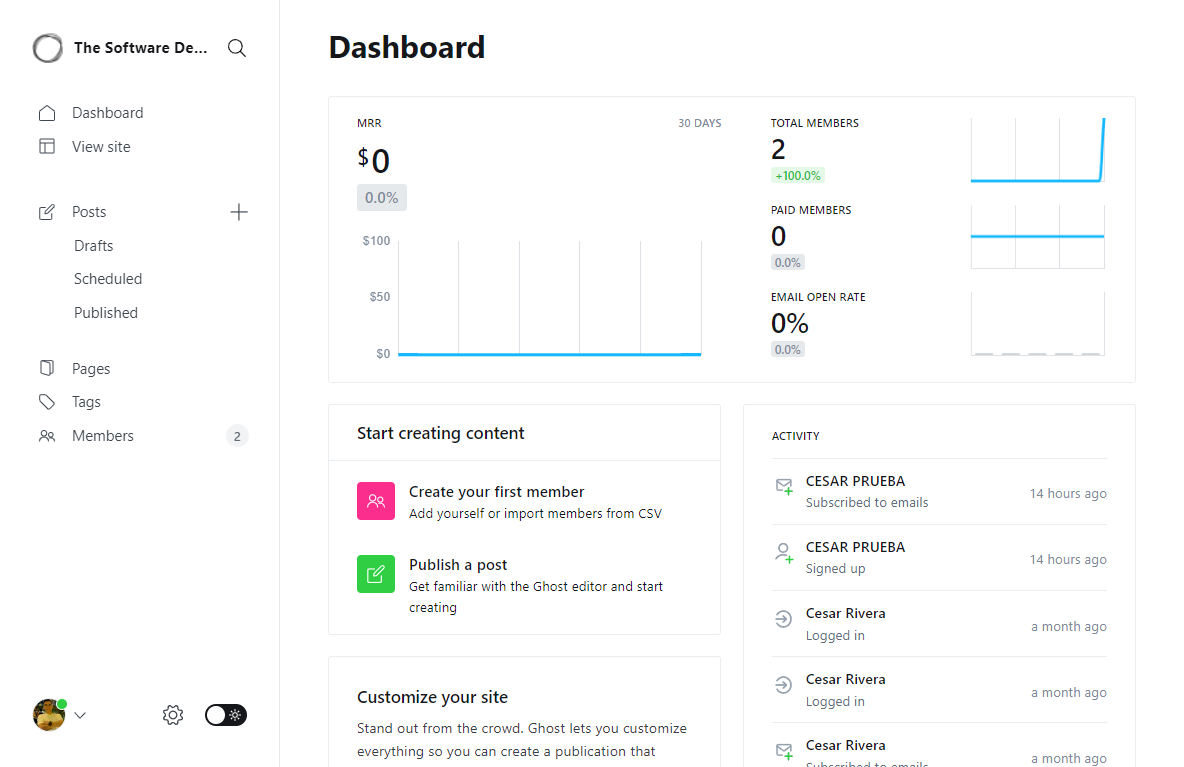 The Software De...
Dashboard
View site
Posts
Drafts
Scheduled
Published
Pages
Tags
Members
2
Dashboard
MRR
30 DAYS
$0
0.0%
$100
$50
$0
TOTAL MEMBERS
2
+100.0%
PAID MEMBERS
0
0.0%
EMAIL OPEN RATE
0%
0.0%
Start creating content
Create your first member
Add yourself or import members from CSV
Publish a post
Get familiar with the Ghost editor and start
creating
Customize your site
Stand out from the crowd. Ghost lets you customize
everything so you can create a publication that
ACTIVITY
CESAR PRUEBA
Subscribed to emails
14 hours ago
CESAR PRUEBA
Signed up
14 hours ago
Cesar Rivera
Logged in
a month ago
Cesar Rivera
Logged in
a month ago
Cesar Rivera
Subscribed to emails
a month ago